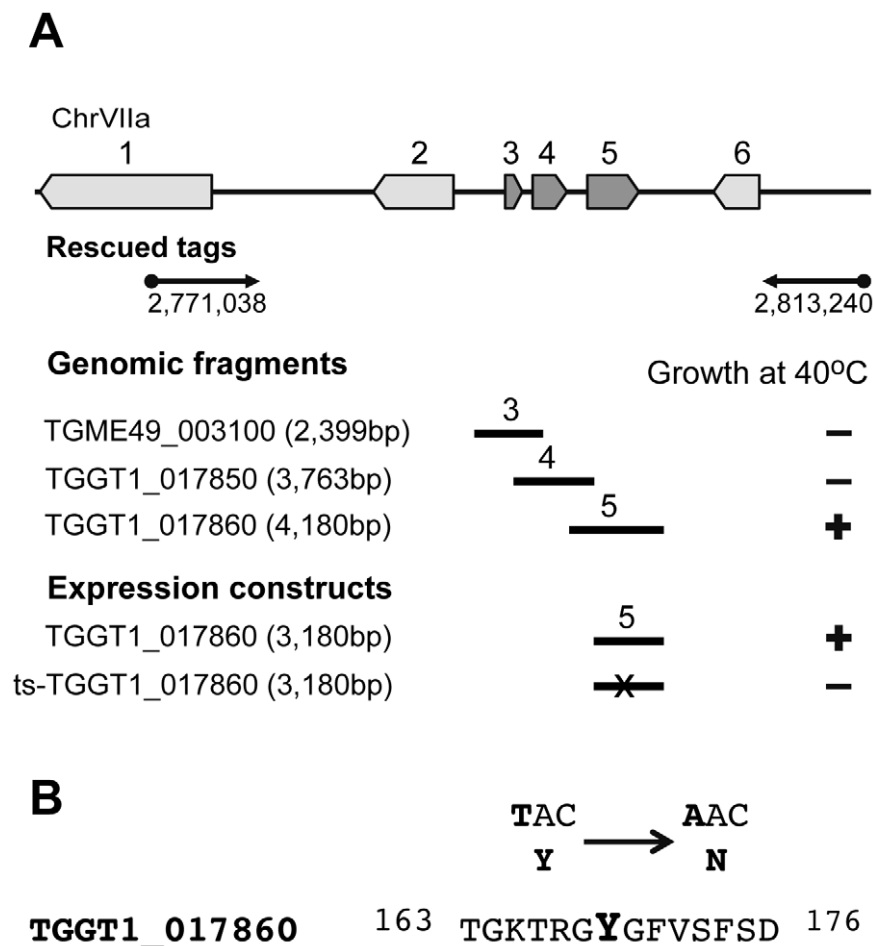 A
ChrVIIa
1 2 3 4 5 6
Rescued tags
2,771,038 2,813,240
Genomic fragments
Growth at 40ºC
3
TGME49_003100 (2,399bp) −
4
TGGT1_017850 (3,763bp) −
5
TGGT1_017860 (4,180bp) +
Expression constructs
5
TGGT1_017860 (3,180bp) +
ts-TGGT1_017860 (3,180bp) X −
B
TAC AAC
Y N
TGGT1_017860 163 TGKTRGYGFVSFSD 176